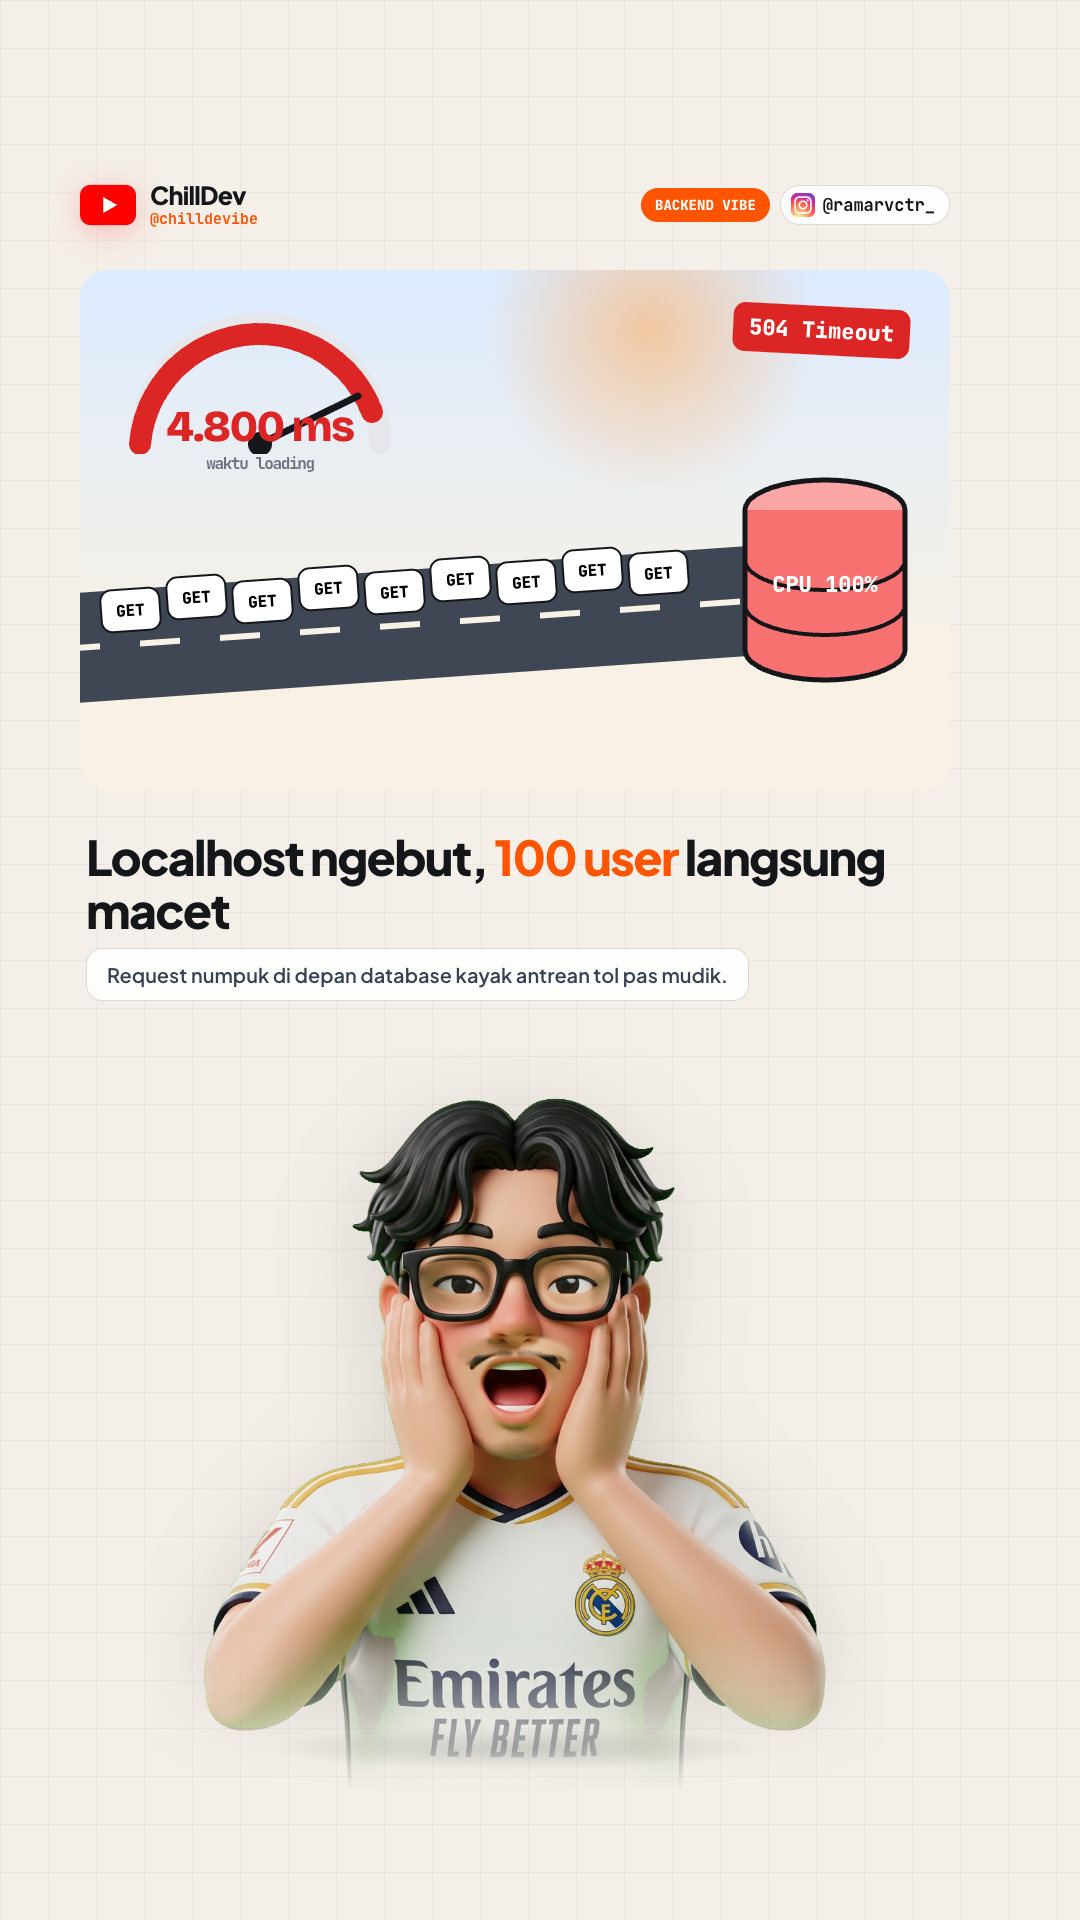 ChillDev
@chilldevibe
BACKEND VIBE
@ramarvctr_
504 Timeout
4.800 ms
waktu loading
GET
GET
GET
GET
GET
GET
GET
GET
GET
CPU 100%
Localhost ngebut, 100 user langsung
macet
Request numpuk di depan database kayak antrean tol pas mudik.
Emirates
FLY BETTER